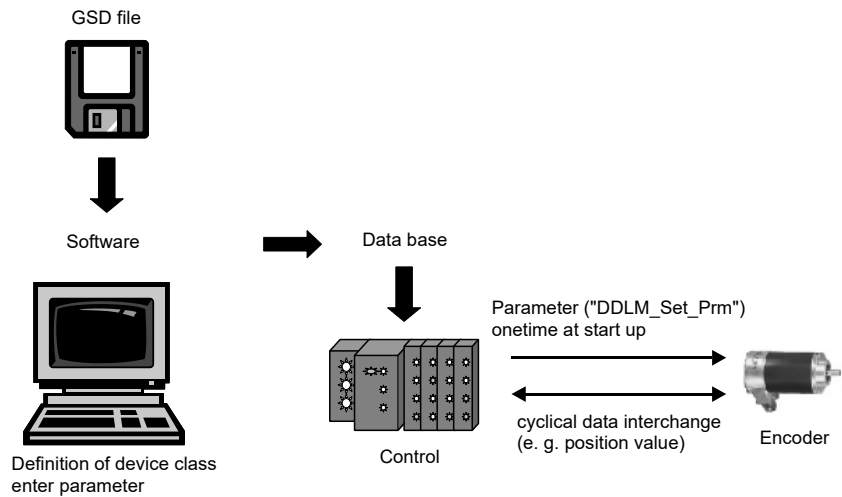 GSD file
Software
Data base
Parameter ("DDLM_Set_Prm")
onetime at start up
cyclical data interchange
(e. g. position value)
Encoder
Control
Definition of device class
enter parameter